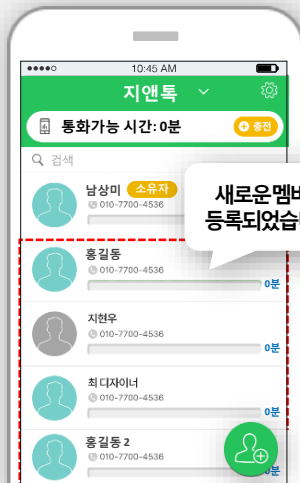 10:45 AM
지앤톡
통화가능 시간: 0분
충전
검색
남상미 소유자
010-7700-4536
새로운 멤버
등록되었습
홍길동
010-7700-4536
0분
지현우
010-7700-4536
0분
최디자이너
010-7700-4536
0분
홍길동 2
010-7700-4536
분